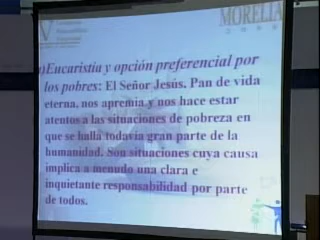 MORELIA
)Eucaristía y opción preferencial por
los pobres: El Señor Jesús, Pan de vida
eterna, nos apremia y nos hace estar
atentos a las situaciones de pobreza en
que se halla todavía gran parte de la
humanidad. Son situaciones cuya causa
implica a menudo una clara e
inquietante responsabilidad por parte
de todos.